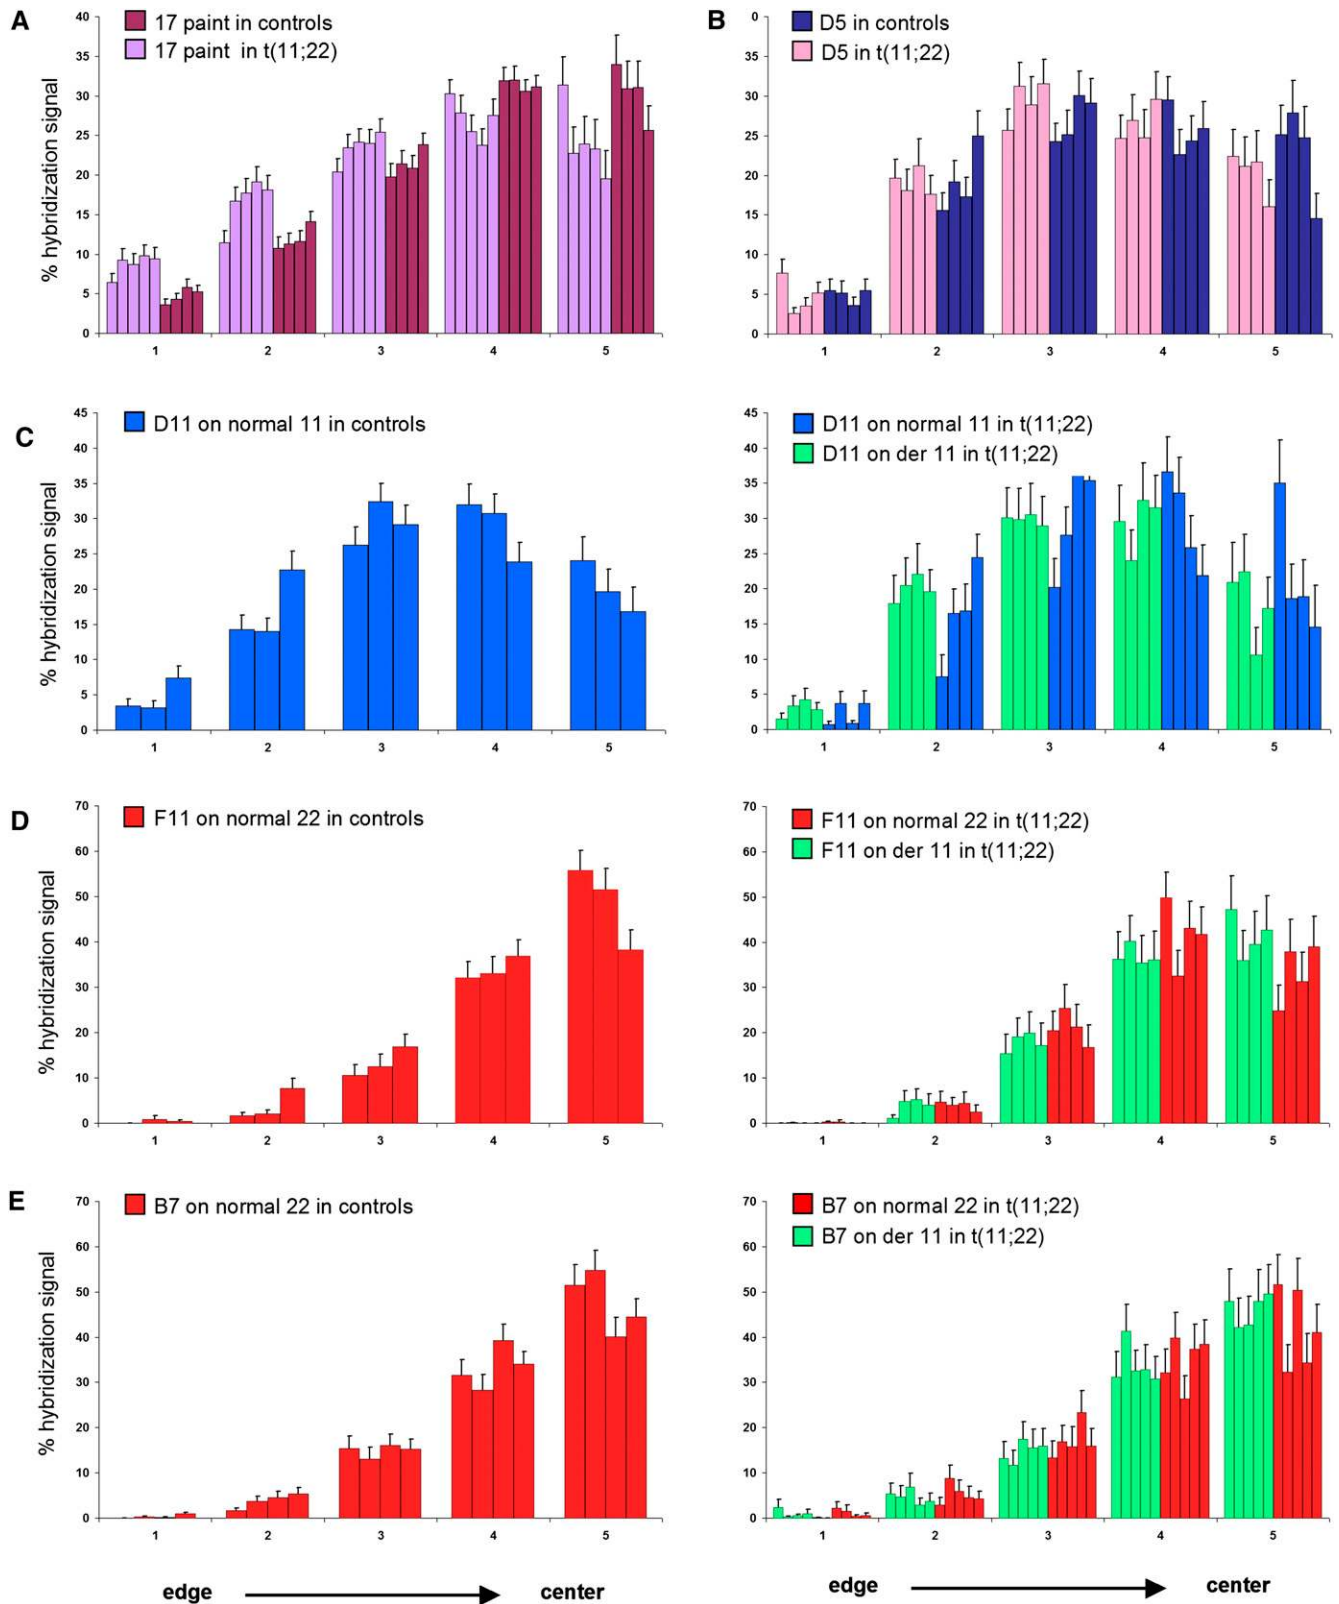 A
17 paint in controls
17 paint in t(11;22)
% hybridization signal
40
35
30
25
20
15
10
5
0
1 2 3 4 5
B
D5 in controls
D5 in t(11;22)
0
35
30
25
20
15
10
5
0
1 2 3 4 5
C
D11 on normal 11 in controls
% hybridization signal
45
40
35
30
25
20
15
10
5
0
1 2 3 4 5
D11 on normal 11 in t(11;22)
D11 on der 11 in t(11;22)
45
40
35
30
25
20
15
10
5
0
1 2 3 4 5
D
F11 on normal 22 in controls
% hybridization signal
70
60
50
40
30
20
10
0
1 2 3 4 5
F11 on normal 22 in t(11;22)
F11 on der 11 in t(11;22)
70
60
50
40
30
20
10
0
1 2 3 4 5
E
B7 on normal 22 in controls
% hybridization signal
70
60
50
40
30
20
10
0
1 2 3 4 5
edge center
B7 on normal 22 in t(11;22)
B7 on der 11 in t(11;22)
70
60
50
40
30
20
10
0
1 2 3 4 5
edge center